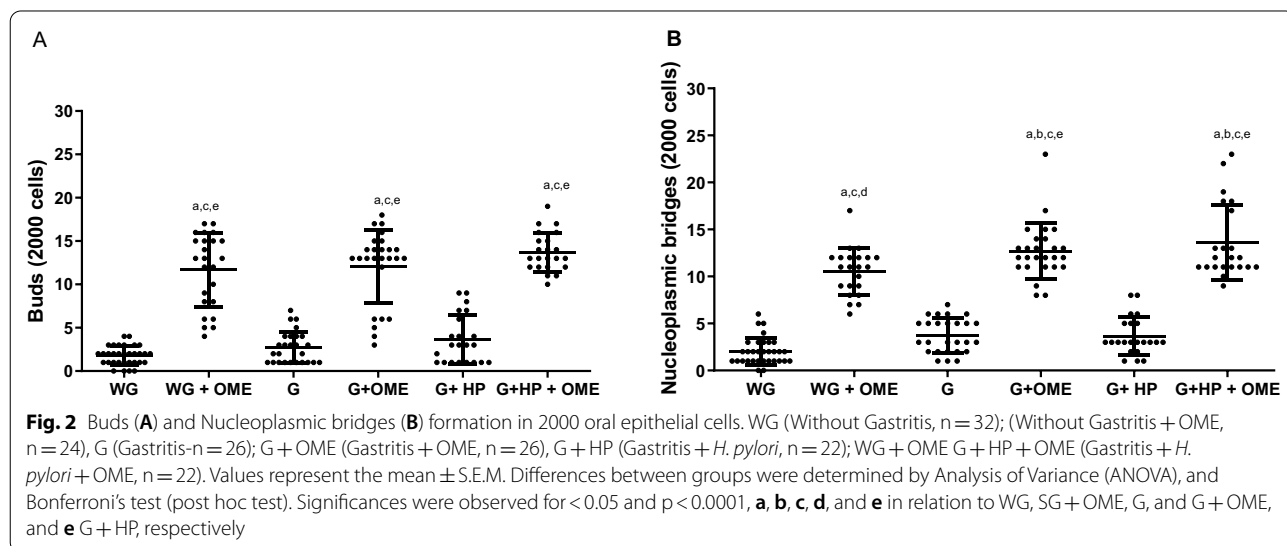 A
B
Buds (2000 cells)
30
25
20
15
10
5
0
a,c,e
a,c,e
a,c,e
WG
WG + OME
G
G+OME
G+ HP
G+HP + OME
Nucleoplasmic bridges (2000 cells)
30
25
20
15
10
5
0
a,c,d
a,b,c,e
a,b,c,e
WG
WG + OME
G
G+OME
G+ HP
G+HP + OME
Fig. 2 Buds (A) and Nucleoplasmic bridges (B) formation in 2000 oral epithelial cells. WG (Without Gastritis, n = 32); (Without Gastritis + OME,
n = 24), G (Gastritis-n = 26); G + OME (Gastritis + OME, n = 26), G + HP (Gastritis + H. pylori, n = 22); WG + OME G + HP + OME (Gastritis + H.
pylori + OME, n = 22). Values represent the mean ± S.E.M. Differences between groups were determined by Analysis of Variance (ANOVA), and
Bonferroni’s test (post hoc test). Significances were observed for < 0.05 and p < 0.0001, a, b, c, d, and e in relation to WG, SG + OME, G, and G + OME,
and e G + HP, respectively